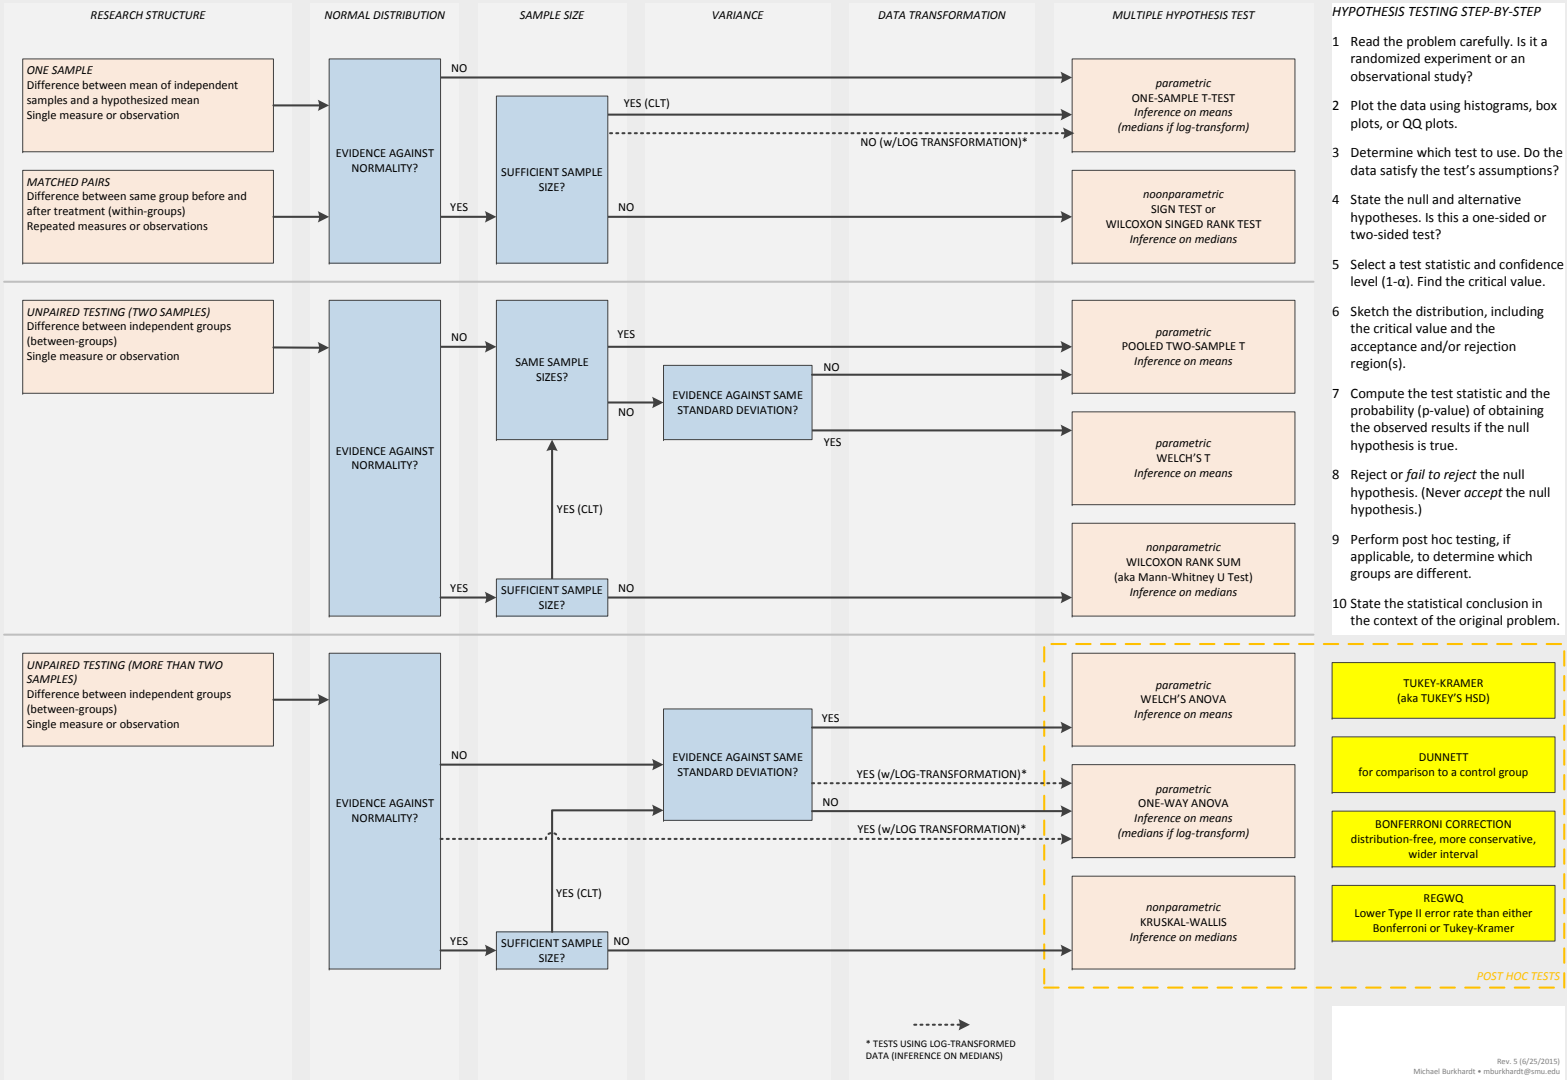 RESEARCH STRUCTURE
NORMAL DISTRIBUTION
SAMPLE SIZE
VARIANCE
DATA TRANSFORMATION
MULTIPLE HYPOTHESIS TEST
ONE SAMPLE
Difference between mean of independent
samples and a hypothesized mean
Single measure or observation
MATCHED PAIRS
Difference between same group before and
after treatment (within-groups)
Repeated measures or observations
EVIDENCE AGAINST
NORMALITY?
NO
YES
SUFFICIENT SAMPLE
SIZE?
YES (CLT)
NO (w/LOG TRANSFORMATION)*
NO
parametric
ONE-SAMPLE T-TEST
Inference on means
(medians if log-transform)
noonparametric
SIGN TEST or
WILCOXON SINGED RANK TEST
Inference on medians
UNPAIRED TESTING (TWO SAMPLES)
Difference between independent groups
(between-groups)
Single measure or observation
EVIDENCE AGAINST
NORMALITY?
NO
YES
SAME SAMPLE
SIZES?
YES
NO
YES (CLT)
SUFFICIENT SAMPLE
SIZE?
NO
EVIDENCE AGAINST SAME
STANDARD DEVIATION?
NO
YES
parametric
POOLED TWO-SAMPLE T
Inference on means
parametric
WELCH'S T
Inference on means
nonparametric
WILCOXON RANK SUM
(aka Mann-Whitney U Test)
Inference on medians
UNPAIRED TESTING (MORE THAN TWO
SAMPLES)
Difference between independent groups
(between-groups)
Single measure or observation
EVIDENCE AGAINST
NORMALITY?
NO
YES
YES (CLT)
SUFFICIENT SAMPLE
SIZE?
NO
EVIDENCE AGAINST SAME
STANDARD DEVIATION?
YES
YES (w/LOG-TRANSFORMATION)*
NO
YES (w/LOG TRANSFORMATION)*
parametric
WELCH'S ANOVA
Inference on means
parametric
ONE-WAY ANOVA
Inference on means
(medians if log-transform)
nonparametric
KRUSKAL-WALLIS
Inference on medians
* TESTS USING LOG-TRANSFORMED
DATA (INFERENCE ON MEDIANS)
HYPOTHESIS TESTING STEP-BY-STEP
1 Read the problem carefully. Is it a
randomized experiment or an
observational study?
2 Plot the data using histograms, box
plots, or QQ plots.
3 Determine which test to use. Do the
data satisfy the test's assumptions?
4 State the null and alternative
hypotheses. Is this a one-sided or
two-sided test?
5 Select a test statistic and confidence
level (1-α). Find the critical value.
6 Sketch the distribution, including
the critical value and the
acceptance and/or rejection
region(s).
7 Compute the test statistic and the
probability (p-value) of obtaining
the observed results if the null
hypothesis is true.
8 Reject or fail to reject the null
hypothesis. (Never accept the null
hypothesis.)
9 Perform post hoc testing, if
applicable, to determine which
groups are different.
10 State the statistical conclusion in
the context of the original problem.
TUKEY-KRAMER
(aka TUKEY'S HSD)
DUNNETT
for comparison to a control group
BONFERRONI CORRECTION
distribution-free, more conservative,
wider interval
REGWQ
Lower Type II error rate than either
Bonferroni or Tukey-Kramer
POST HOC TESTS
Rev. 5 (6/25/2015)
Michael Burkhardt • mburkhardt@smu.edu